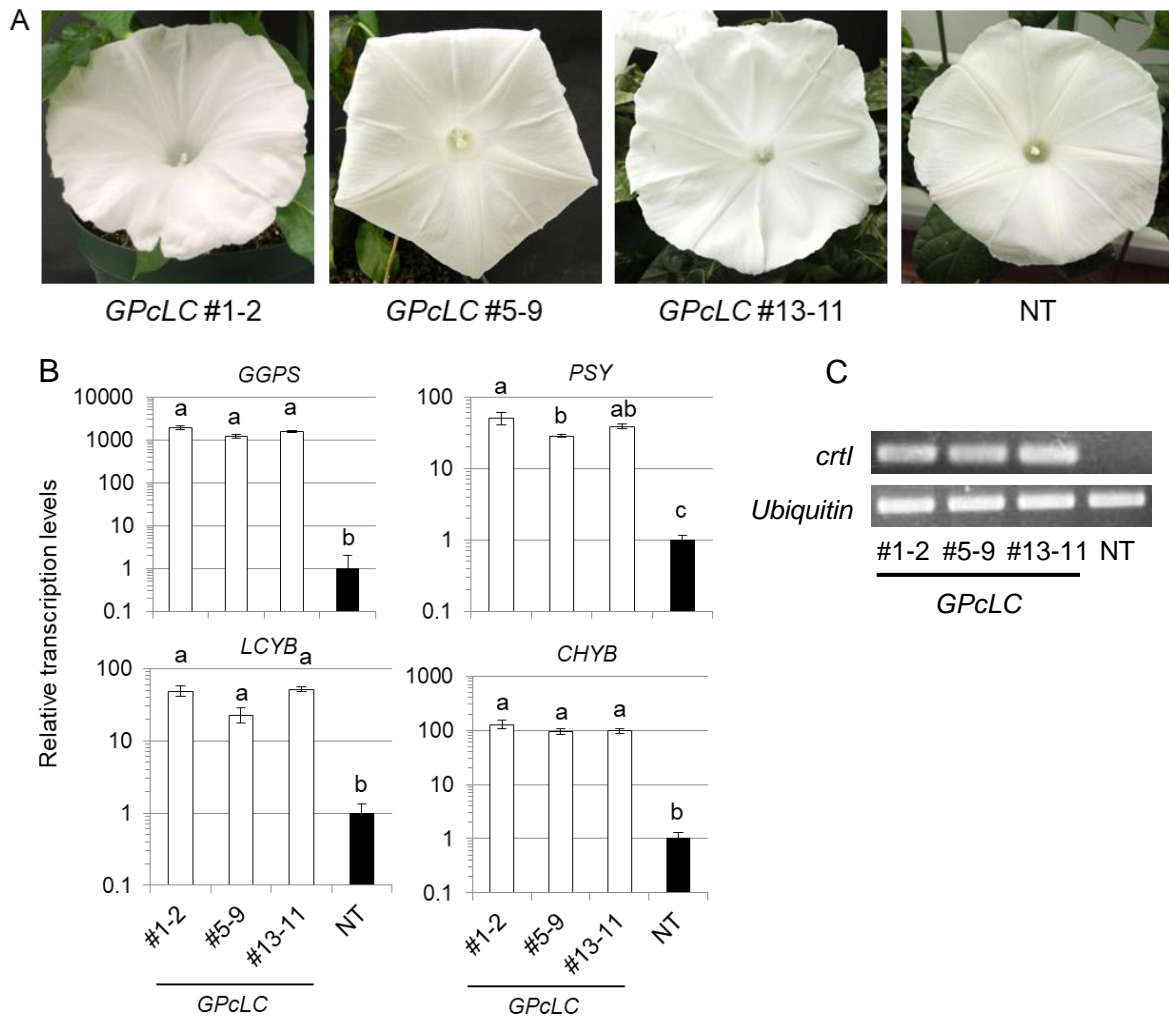 A
GPcLC #1-2
GPcLC #5-9
GPcLC #13-11
NT
B
Relative transcription levels
GGPS
10000
1000
100
10
1
0.1
a
a
a
b
PSY
100
10
1
0.1
a
b
ab
c
LCYB
100
10
1
0.1
a
a
a
b
#1-2
#5-9
#13-11
NT
GPcLC
CHYB
1000
100
10
1
0.1
a
a
a
b
#1-2
#5-9
#13-11
NT
GPcLC
C
crtI
Ubiquitin
#1-2 #5-9 #13-11 NT
GPcLC